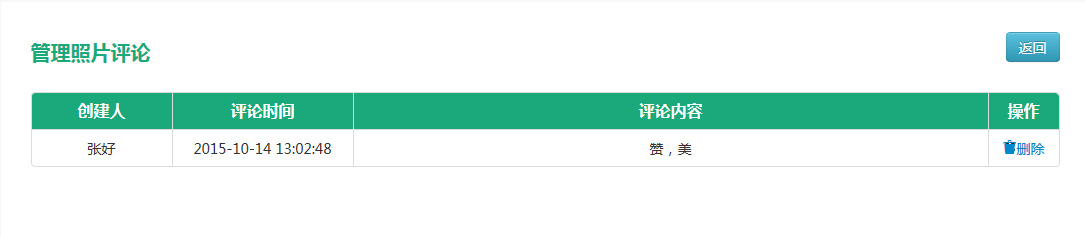 管理照片评论
返回
创建人 评论时间 评论内容 操作
张好 2015-10-14 13:02:48 赞，美 删除